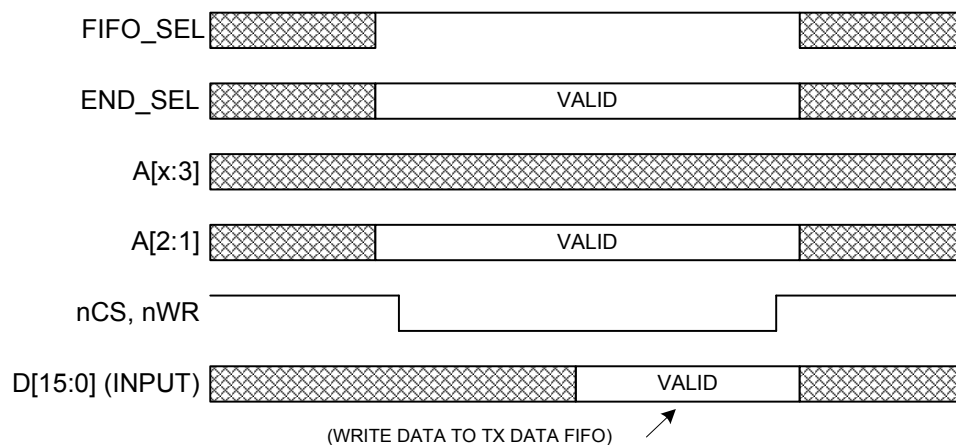 FIFO_SEL
END_SEL
VALID
A[x:3]
A[2:1]
VALID
nCS, nWR
D[15:0] (INPUT)
VALID
(WRITE DATA TO TX DATA FIFO)